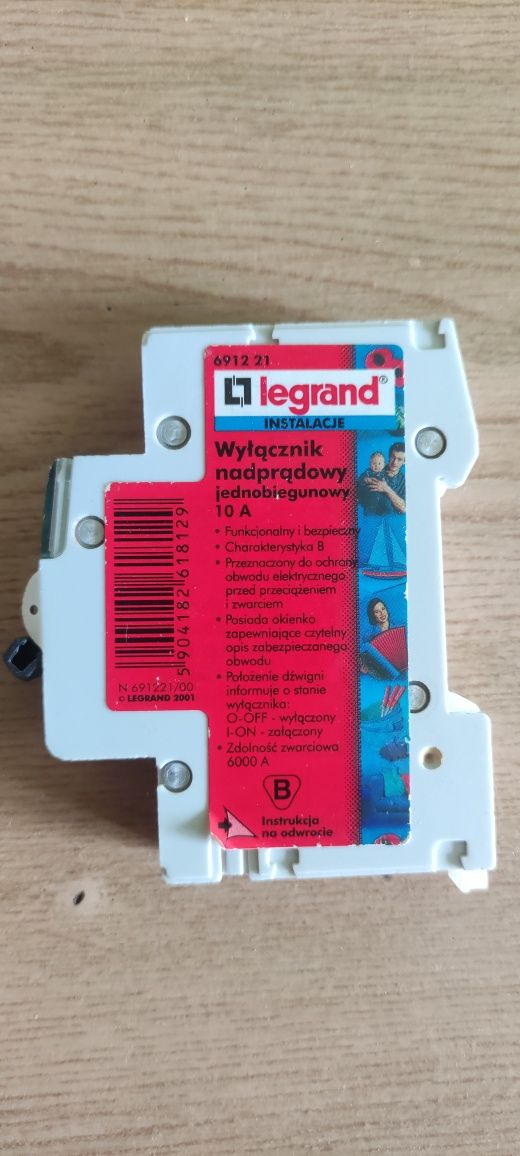 6912 21
legrand®
INSTALACJE
Wyłącznik
nadprądowy
jednobiegunowy
10 A
• Funkcjonalny i bezpieczny
• Charakterystyka B
• Przeznaczony do ochrony
obwodu elektrycznego
przed przeciążeniem
i zwarciem
• Posiada okienko
zapewniające czytelny
opis zabezpieczanego
obwodu
• Położenie dźwigni
informuje o stanie
wyłącznika:
O-OFF - wyłączony
I-ON - załączony
• Zdolność zwarciowa
6000 A
B
Instrukcja
na odwrocie
5 904182 618129
N 691221/00
© LEGRAND 2001